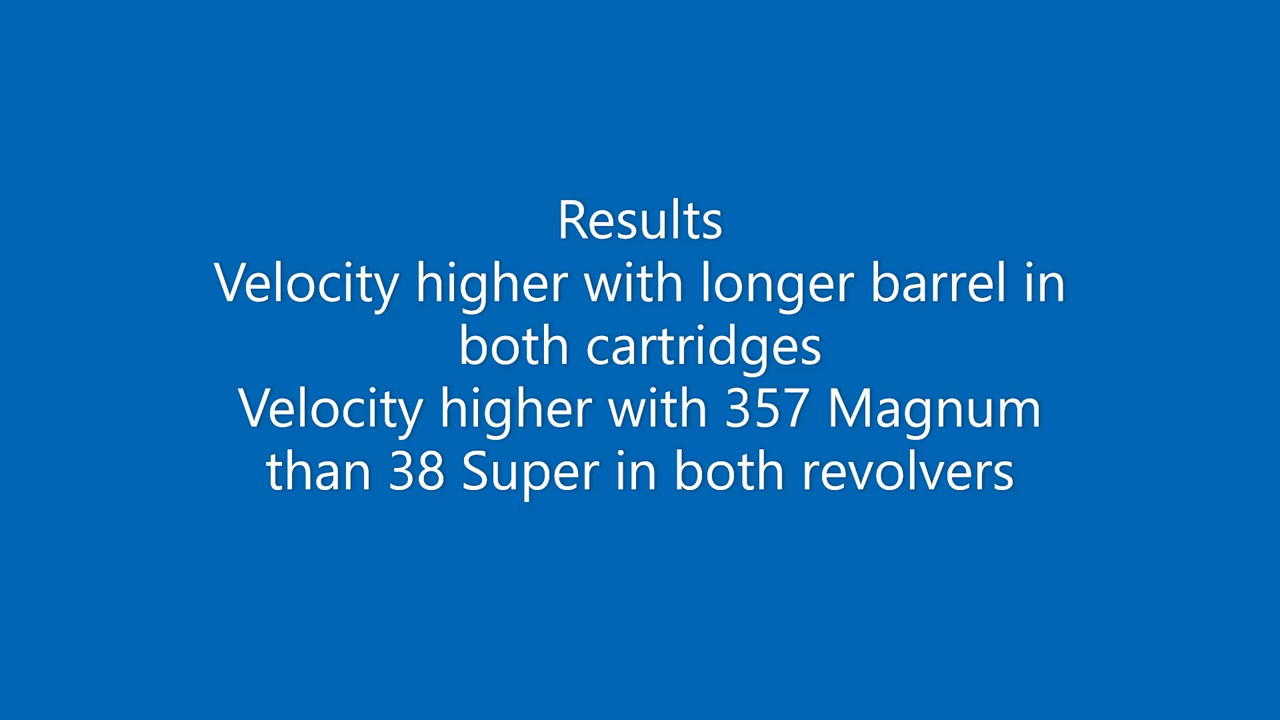 Results
Velocity higher with longer barrel in
both cartridges
Velocity higher with 357 Magnum
than 38 Super in both revolvers